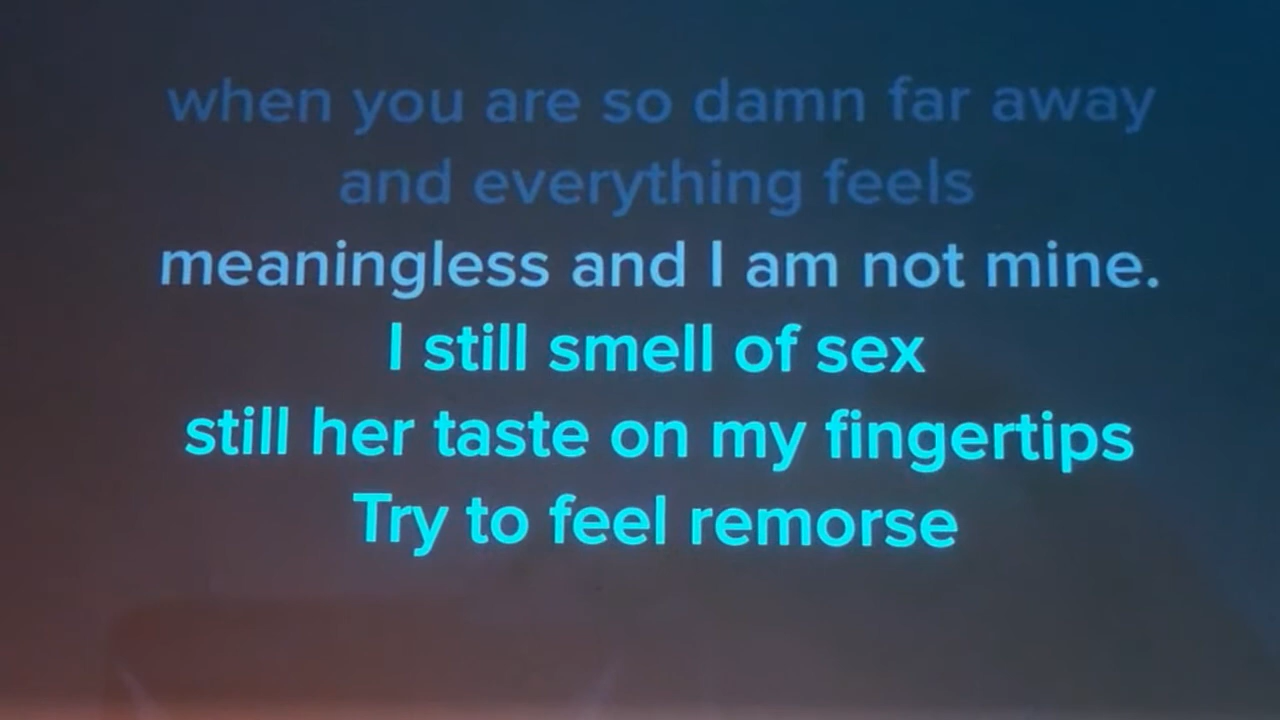 when you are so damn far away
and everything feels
meaningless and I am not mine.
I still smell of sex
still her taste on my fingertips
Try to feel remorse